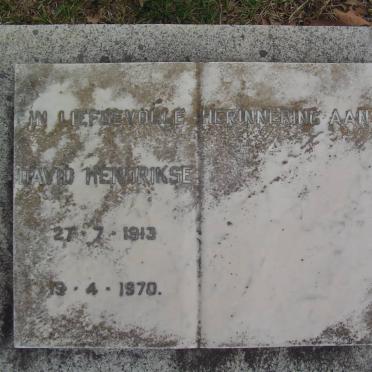 IN LIEFDEVOLLE HERINNERING AAN
DAVID HENDRIKSE
27 - 7 - 1913
19 - 4 - 1970.